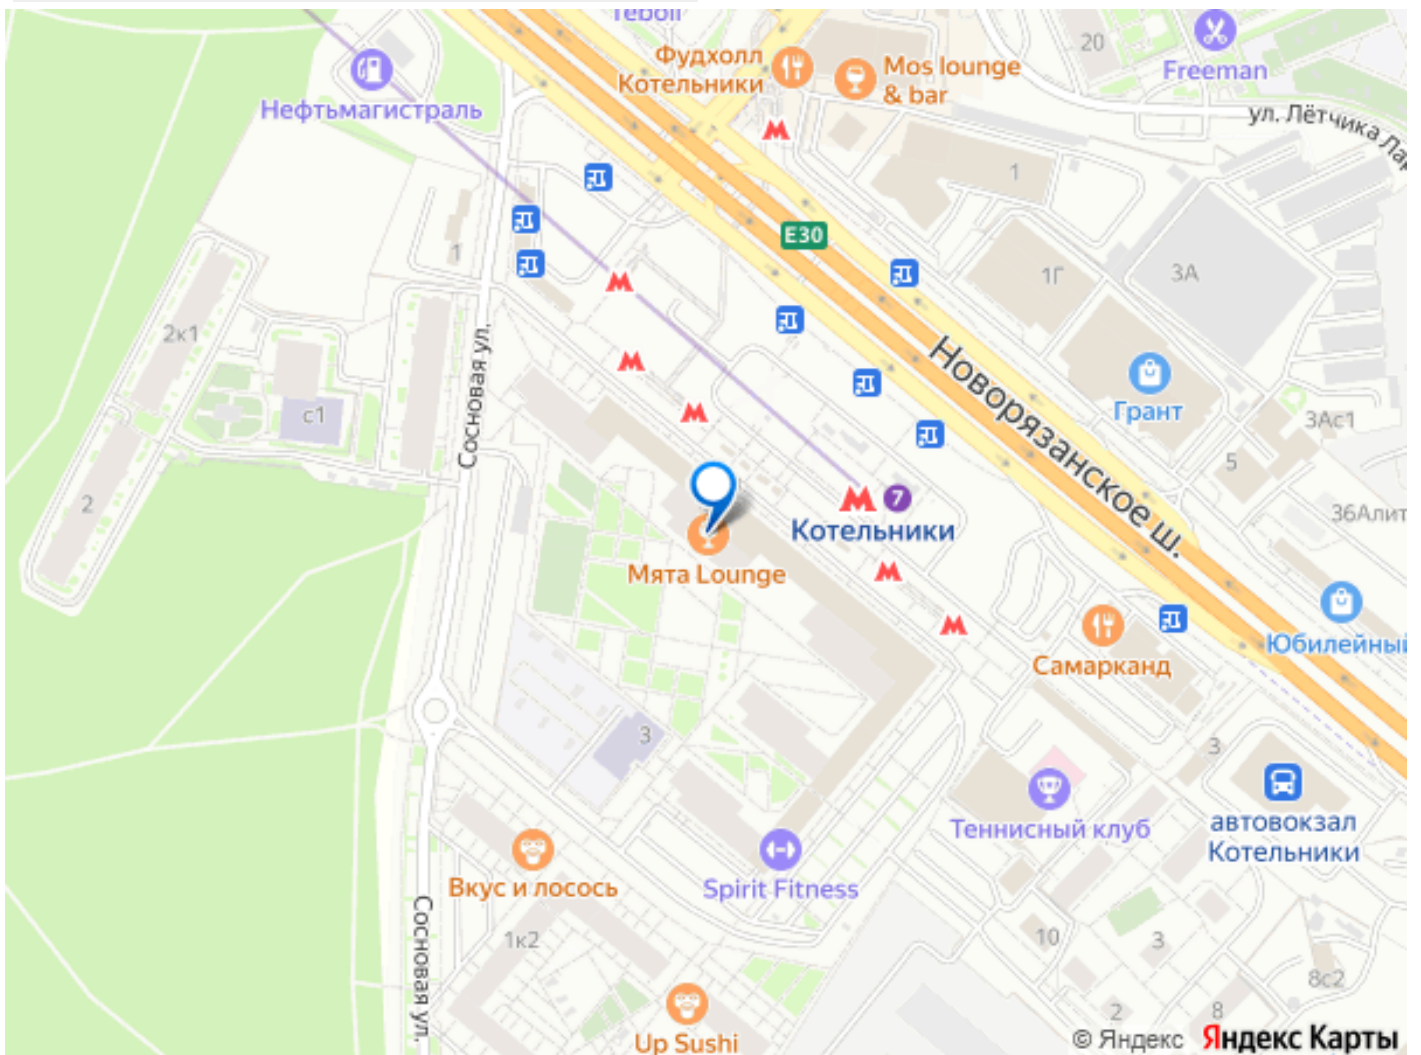 Teboil
Фудхолл
Котельники
Mos lounge
& bar
20
Freeman
Нефтьмагистраль
ул. Лётчика Лар
1
E30
1
1Г
3А
2к1
Сосновая ул.
с1
Новорязанское ш.
Грант
3Ас1
5
2
7
Котельники
36Алит
Мята Lounge
Самарканд
Юбилейный
3
3
Теннисный клуб
автовокзал
Котельники
Вкус и лосось
Spirit Fitness
Сосновая ул.
1к2
10
3
8с2
2
8
Up Sushi
© Яндекс Яндекс Карты